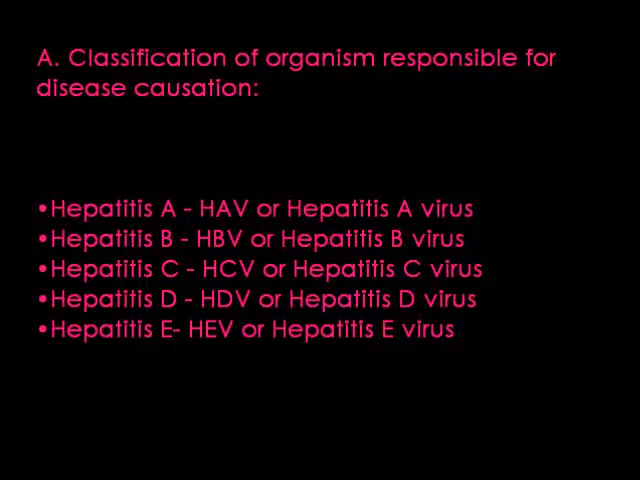 A. Classification of organism responsible for
disease causation:
•Hepatitis A - HAV or Hepatitis A virus
•Hepatitis B - HBV or Hepatitis B virus
•Hepatitis C - HCV or Hepatitis C virus
•Hepatitis D - HDV or Hepatitis D virus
•Hepatitis E- HEV or Hepatitis E virus